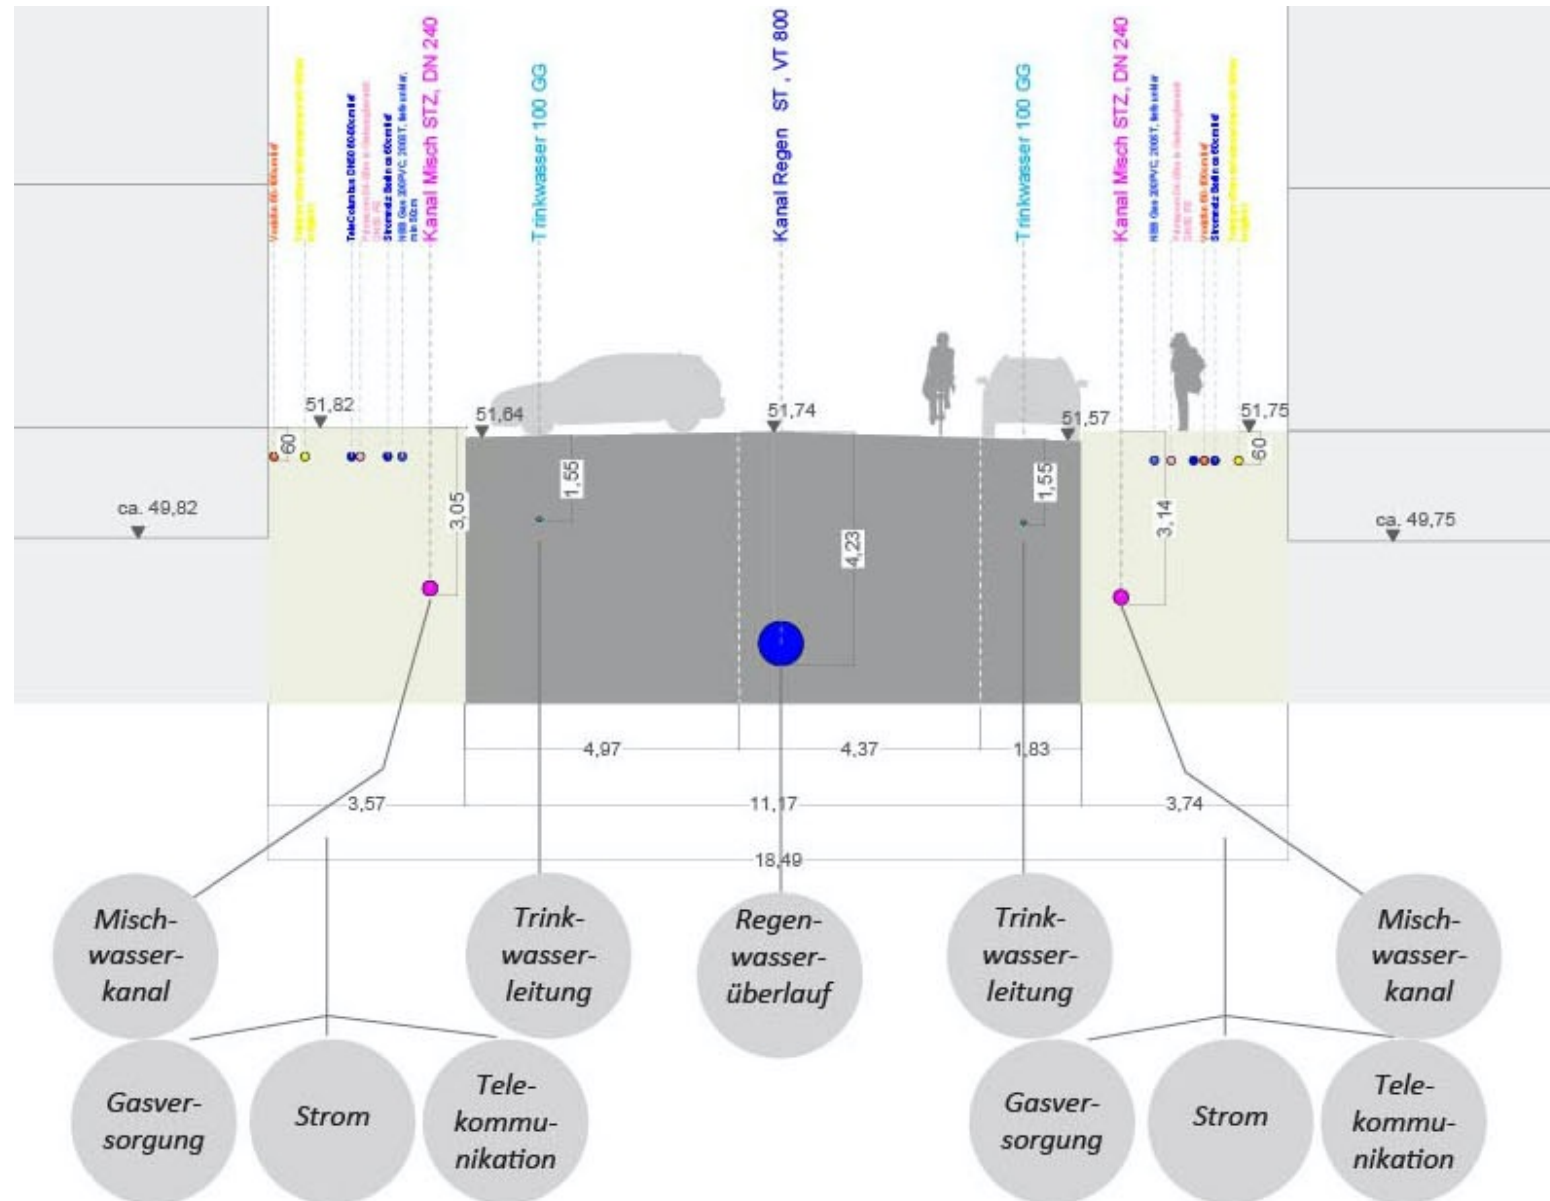 Kanal Misch STZ, DN 240
Trinkwasser 100 GG
Kanal Regen ST , VT 800
Trinkwasser 100 GG
Kanal Misch STZ, DN 240
51,82
51,64
51,74
51,57
51,75
60
60
1,55
1,55
3,05
3,14
4,23
ca. 49,82
ca. 49,75
4,97
4,37
1,83
3,57
11,17
3,74
18,49
Misch-
wasser-
kanal
Trink-
wasser-
leitung
Regen-
wasser-
überlauf
Trink-
wasser-
leitung
Misch-
wasser-
kanal
Gasver-
sorgung
Strom
Tele-
kommu-
nikation
Gasver-
sorgung
Strom
Tele-
kommu-
nikation